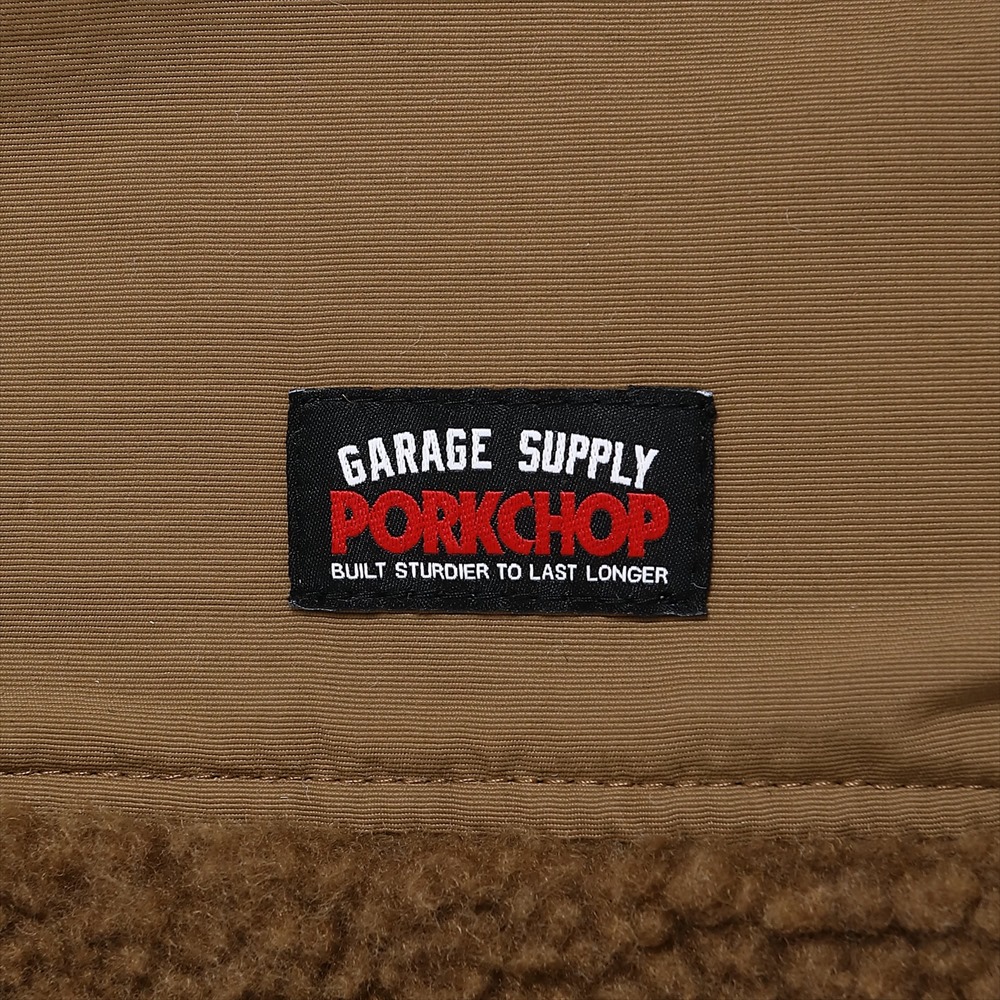 GARAGE SUPPLY
PORKCHOP
BUILT STURDIER TO LAST LONGER